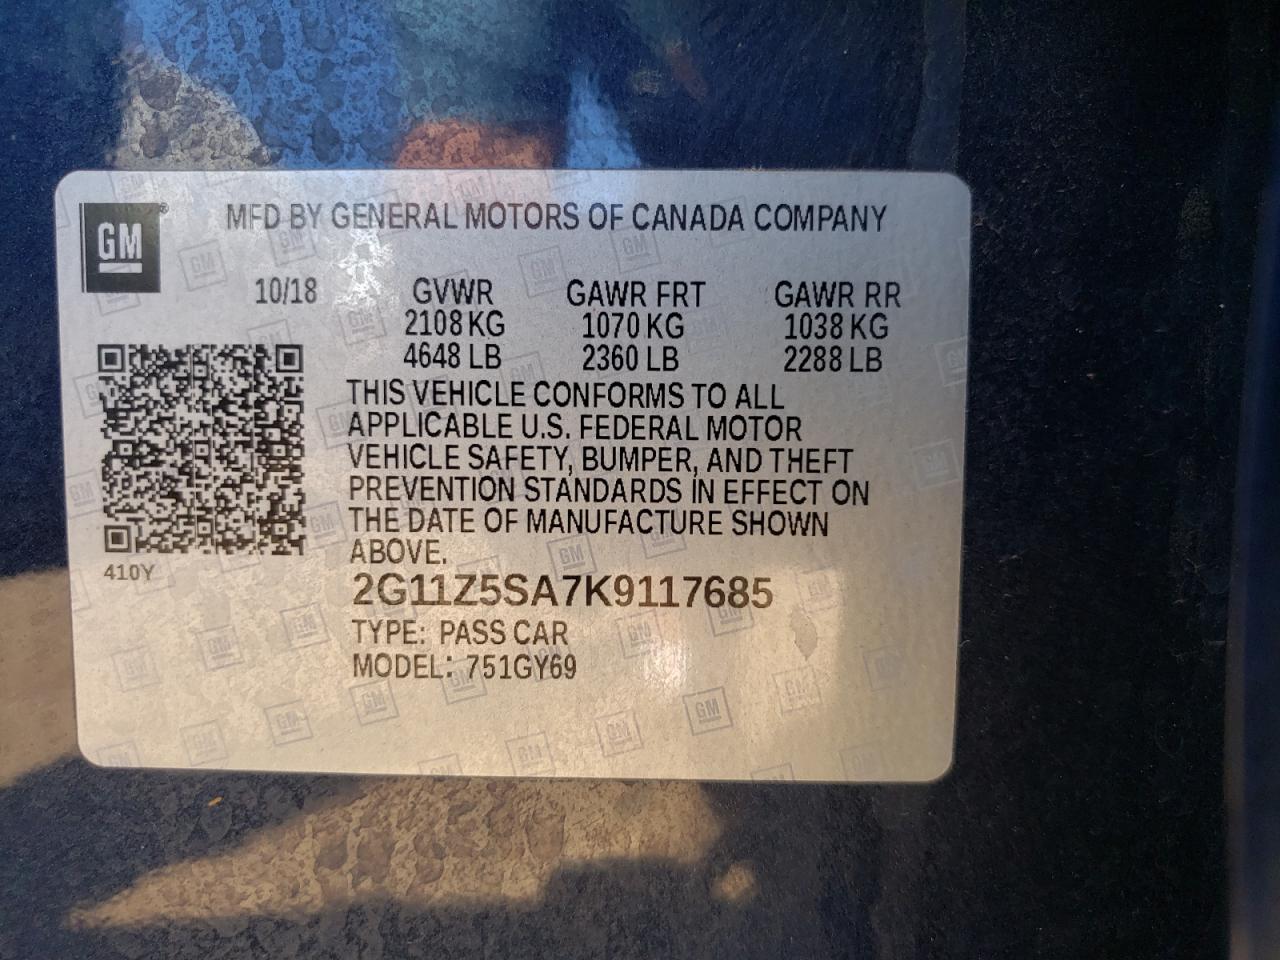 GM®
MFD BY GENERAL MOTORS OF CANADA COMPANY
10/18 GVWR GAWR FRT GAWR RR
2108 KG 1070 KG 1038 KG
4648 LB 2360 LB 2288 LB
THIS VEHICLE CONFORMS TO ALL
APPLICABLE U.S. FEDERAL MOTOR
VEHICLE SAFETY, BUMPER, AND THEFT
PREVENTION STANDARDS IN EFFECT ON
THE DATE OF MANUFACTURE SHOWN
ABOVE.
410Y
2G11Z5SA7K9117685
TYPE: PASS CAR
MODEL: 751GY69